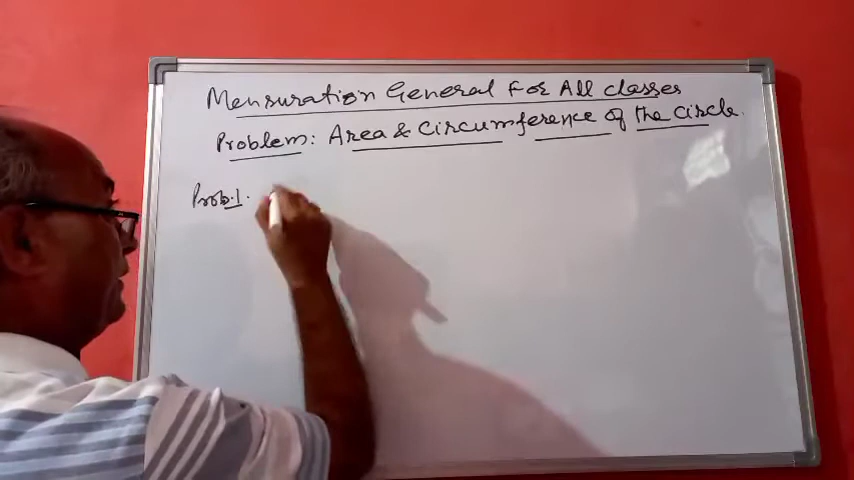 Mensuration General For All classes
Problem: Area & Circumference of the Circle.
Prob.1.